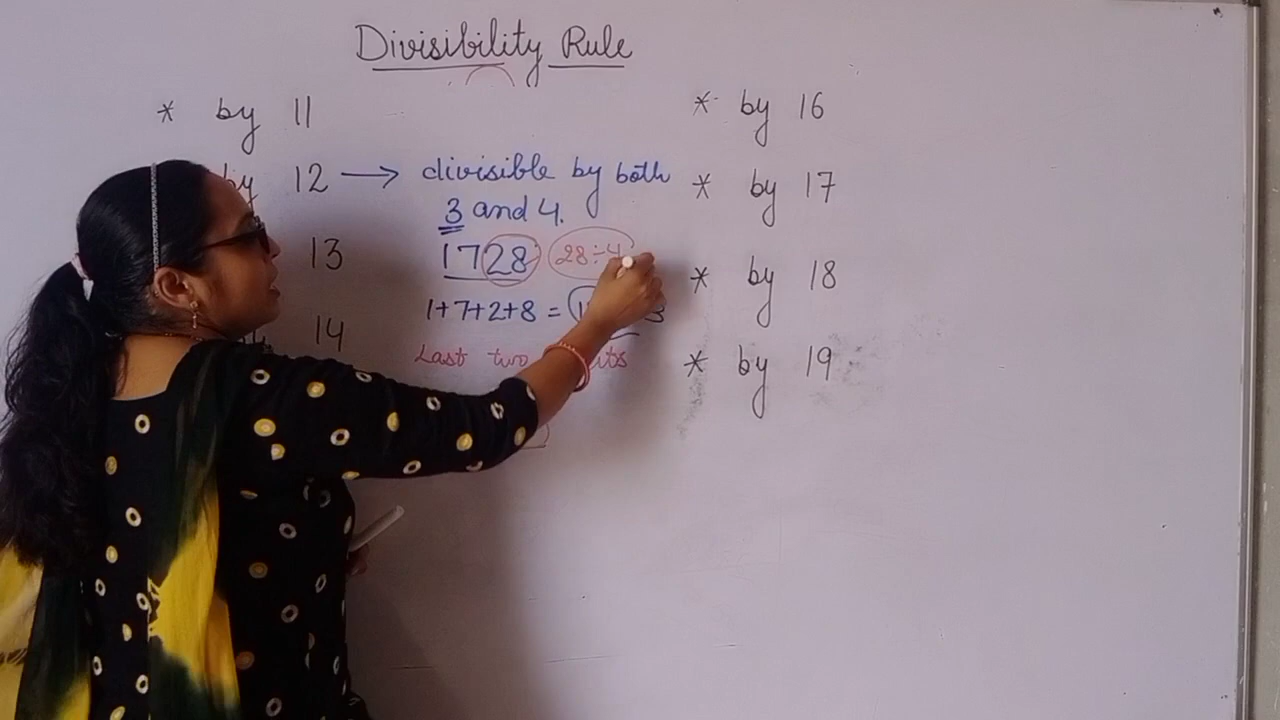 Divisibility Rule
* by 11
by 12 → divisible by both
3 and 4.
13
1728 28÷4
1+7+2+8 =
14
Last two
* by 16
* by 17
* by 18
* by 19